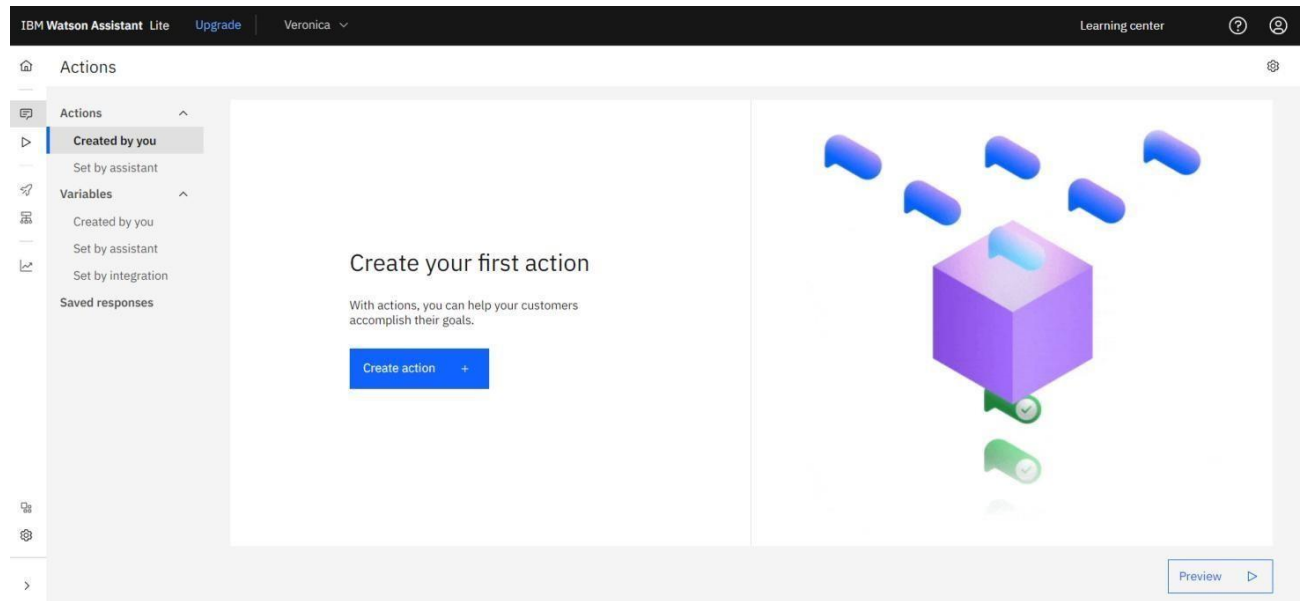 IBM Watson Assistant Lite Upgrade Veronica Learning center
Actions
Actions
Created by you
Set by assistant
Variables
Created by you
Set by assistant
Set by integration
Saved responses
Create your first action
With actions, you can help your customers
accomplish their goals.
Create action +
Preview